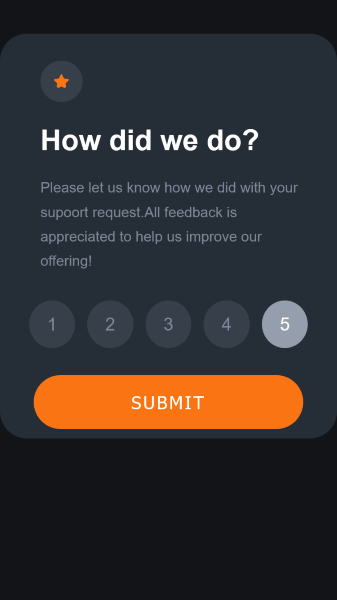 How did we do?
Please let us know how we did with your
supoort request.All feedback is
appreciated to help us improve our
offering!
1 2 3 4 5
SUBMIT